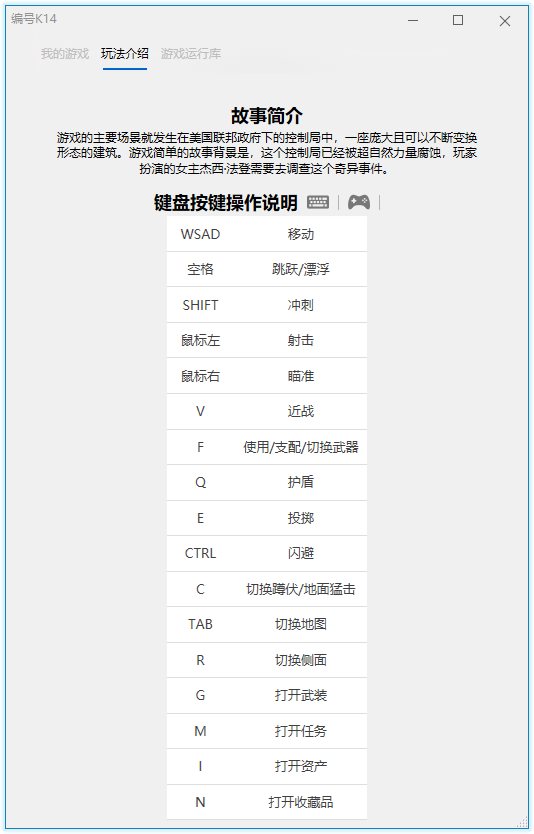 编号K14
我的游戏 玩法介绍 游戏运行库
故事简介
游戏的主要场景就发生在美国联邦政府下的控制局中，一座庞大且可以不断变换
形态的建筑。游戏简单的故事背景是，这个控制局已经被超自然力量腐蚀，玩家
扮演的女主杰西·法登需要去调查这个奇异事件。
键盘按键操作说明
WSAD 移动
空格 跳跃/漂浮
SHIFT 冲刺
鼠标左 射击
鼠标右 瞄准
V 近战
F 使用/支配/切换武器
Q 护盾
E 投掷
CTRL 闪避
C 切换蹲伏/地面猛击
TAB 切换地图
R 切换侧面
G 打开武装
M 打开任务
I 打开资产
N 打开收藏品